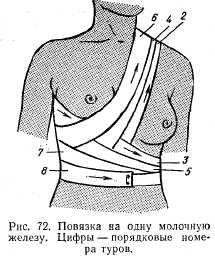 6 4 2
7
8
3
5
Рис. 72. Повязка на одну молочную
железу. Цифры — порядковые номе-
ра туров.